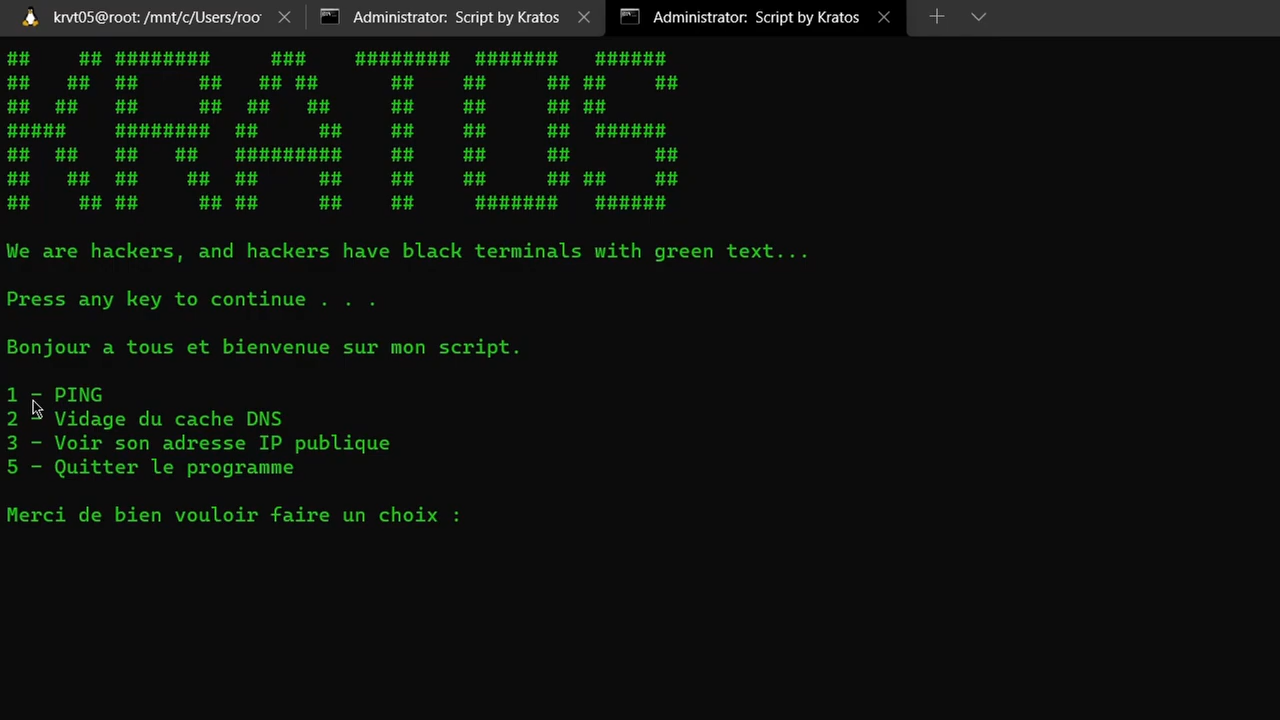 krvt05@root: /mnt/c/Users/roo
Administrator: Script by Kratos
Administrator: Script by Kratos
KRATOS
We are hackers, and hackers have black terminals with green text...
Press any key to continue . . .
Bonjour a tous et bienvenue sur mon script.
1 - PING
2 - Vidage du cache DNS
3 - Voir son adresse IP publique
5 - Quitter le programme
Merci de bien vouloir faire un choix :